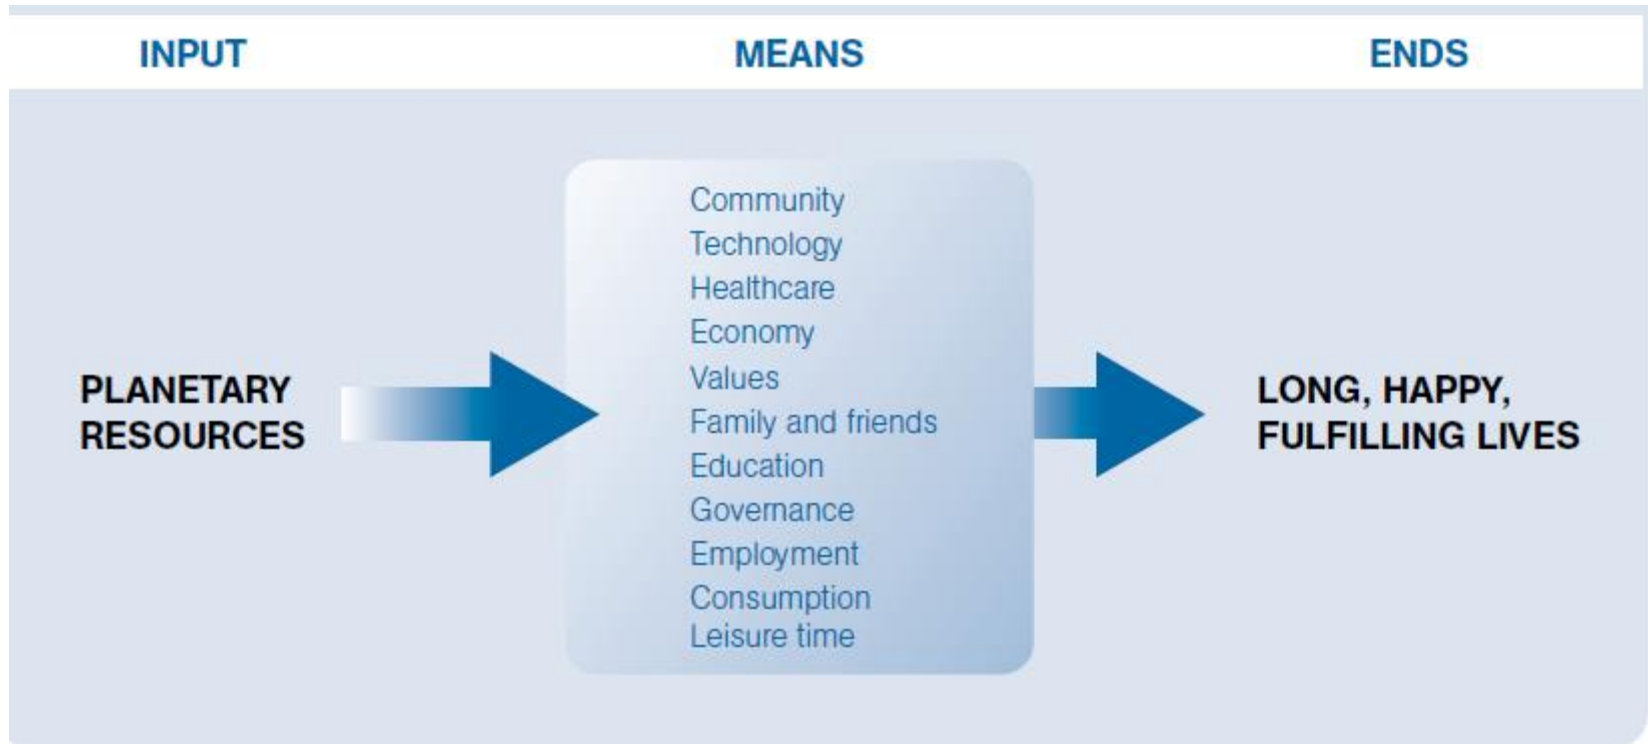 INPUT
MEANS
ENDS
Community
Technology
Healthcare
Economy
Values
Family and friends
Education
Governance
Employment
Consumption
Leisure time
PLANETARY
RESOURCES
LONG, HAPPY,
FULFILLING LIVES